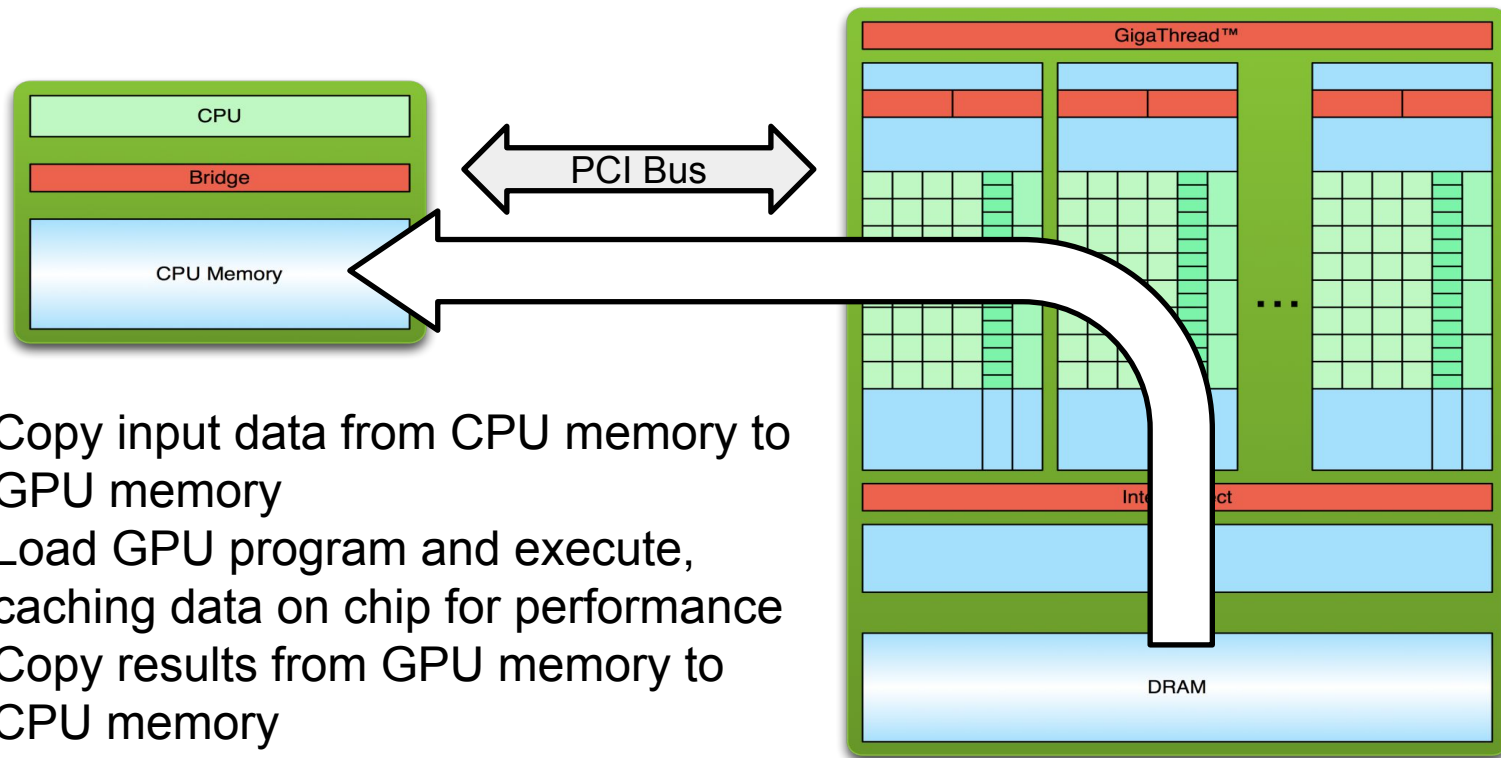 GigaThread™
CPU
Bridge
PCI Bus
CPU Memory
...
Copy input data from CPU memory to
GPU memory
Load GPU program and execute,
caching data on chip for performance
Copy results from GPU memory to
CPU memory
DRAM